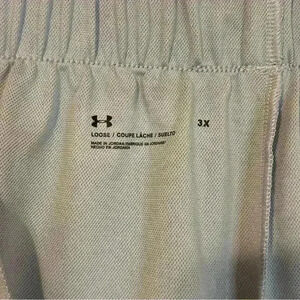 3X
LOOSE / COUPE LÂCHE / SUELTO
MADE IN JORDAN/FABRIQUÉ EN JORDANIE/
HECHO EN JORDANIA